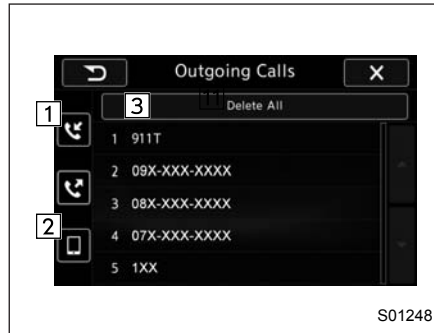 Outgoing Calls
X
1
3
11
Delete All
1 911T
2 09X-XXX-XXXX
3 08X-XXX-XXXX
2
4 07X-XXX-XXXX
5 1XX
S01248